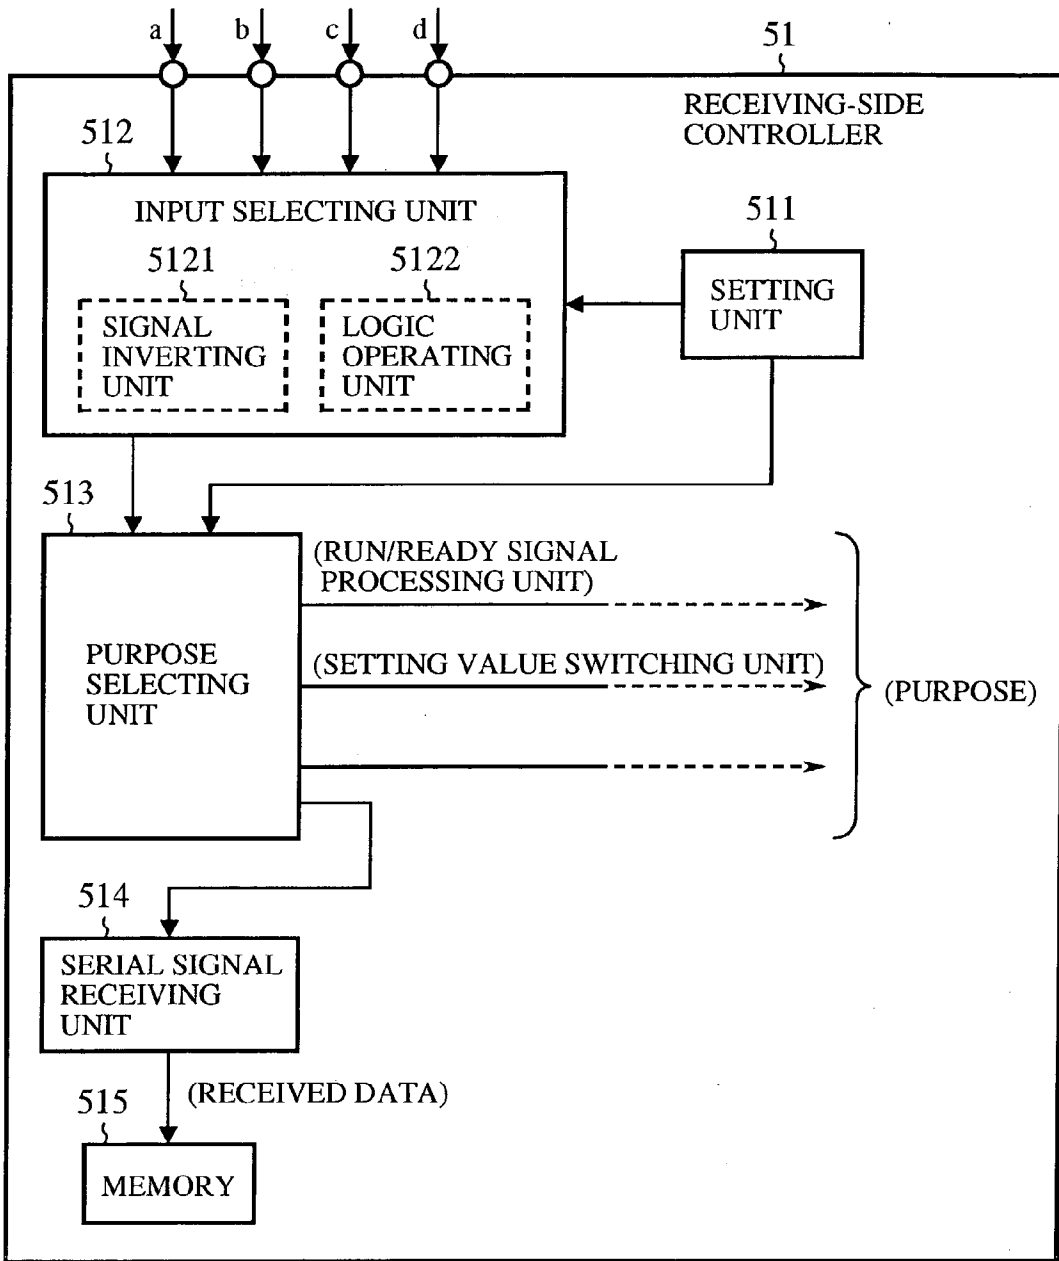 a b c d
51
RECEIVING-SIDE
CONTROLLER
512
INPUT SELECTING UNIT
511
5121
5122
SETTING
UNIT
SIGNAL
INVERTING
UNIT
LOGIC
OPERATING
UNIT
513
(RUN/READY SIGNAL
PROCESSING UNIT)
PURPOSE
SELECTING
UNIT
(SETTING VALUE SWITCHING UNIT)
(PURPOSE)
514
SERIAL SIGNAL
RECEIVING
UNIT
(RECEIVED DATA)
515
MEMORY